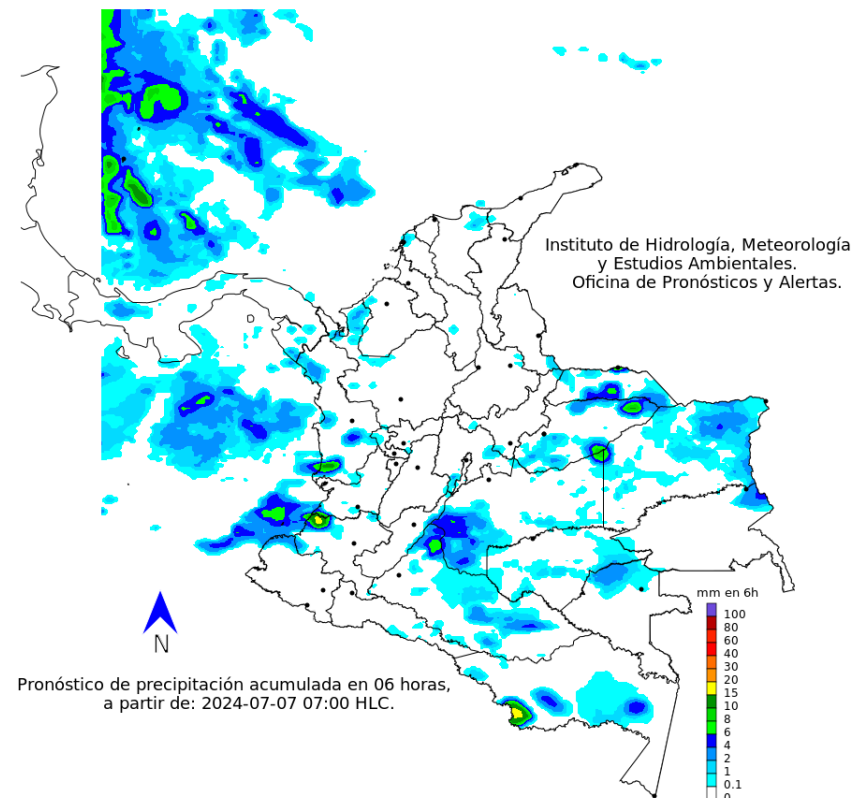 Instituto de Hidrología, Meteorología
y Estudios Ambientales.
Oficina de Pronósticos y Alertas.
mm en 6h
100
80
60
40
30
20
15
10
8
6
4
2
1
0.1
0
N
Pronóstico de precipitación acumulada en 06 horas,
a partir de: 2024-07-07 07:00 HLC.